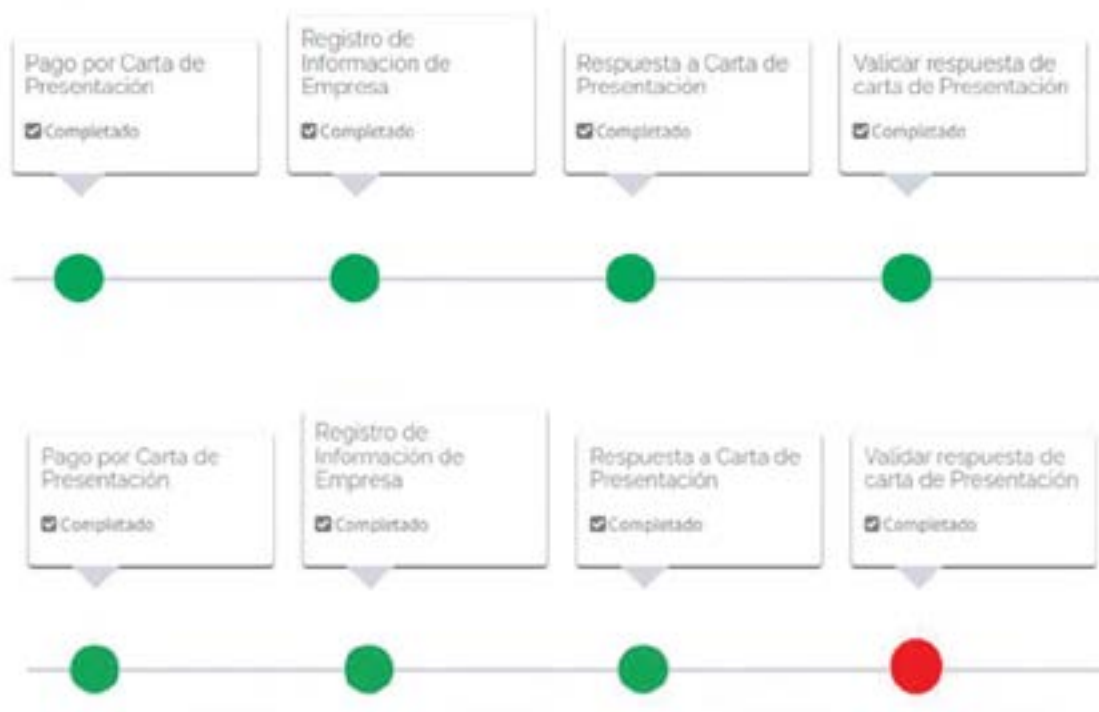 Pago por Carta de
Presentación
☑ Completado
Registro de
Información de
Empresa
☑ Completado
Respuesta a Carta de
Presentación
☑ Completado
Validar respuesta de
carta de Presentación
☑ Completado
Pago por Carta de
Presentación
☑ Completado
Registro de
Información de
Empresa
☑ Completado
Respuesta a Carta de
Presentación
☑ Completado
Validar respuesta de
carta de Presentación
☑ Completado